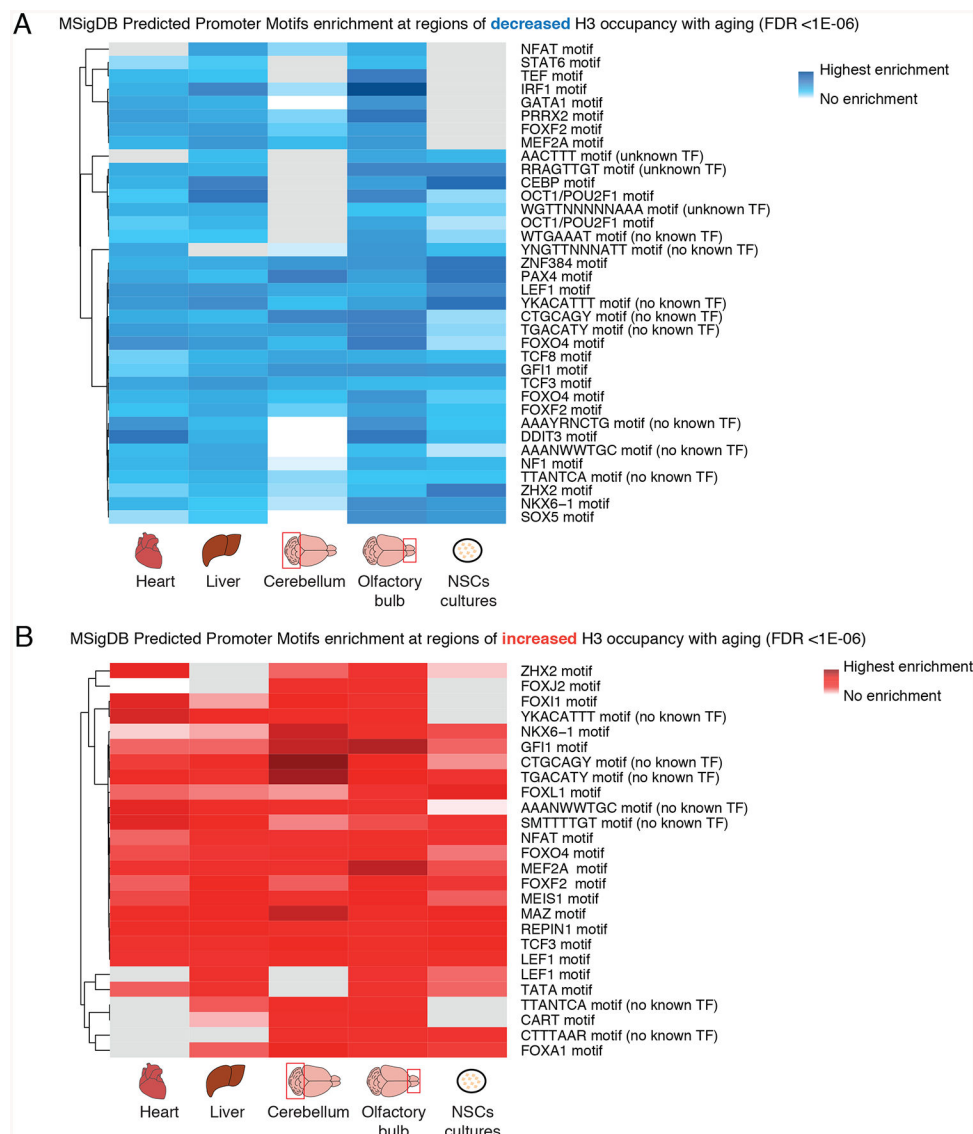 A
MSigDB Predicted Promoter Motifs enrichment at regions of decreased H3 occupancy with aging (FDR <1E-06)
Highest enrichment
No enrichment
NFAT motif
STAT6 motif
TEF motif
IRF1 motif
GATA1 motif
PRRX2 motif
FOXF2 motif
MEF2A motif
AACTTT motif (unknown TF)
RRAGTTGT motif (unknown TF)
CEBP motif
OCT1/POU2F1 motif
WGTTNNNNNAAA motif (unknown TF)
OCT1/POU2F1 motif
WTGAAAT motif (no known TF)
YNGTTNNNATT motif (no known TF)
ZNF384 motif
PAX4 motif
LEF1 motif
YKACATTT motif (no known TF)
CTGCAGY motif (no known TF)
TGACATY motif (no known TF)
FOXO4 motif
TCF8 motif
GFI1 motif
TCF3 motif
FOXO4 motif
FOXF2 motif
AAAYRNCTG motif (no known TF)
DDIT3 motif
AAANWWTGC motif (no known TF)
NF1 motif
TTANTCA motif (no known TF)
ZHX2 motif
NKX6−1 motif
SOX5 motif
Heart
Liver
Cerebellum
Olfactory bulb
NSCs cultures
B
MSigDB Predicted Promoter Motifs enrichment at regions of increased H3 occupancy with aging (FDR <1E-06)
Highest enrichment
No enrichment
ZHX2 motif
FOXJ2 motif
FOXI1 motif
YKACATTT motif (no known TF)
NKX6−1 motif
GFI1 motif
CTGCAGY motif (no known TF)
TGACATY motif (no known TF)
FOXL1 motif
AAANWWTGC motif (no known TF)
SMTTTTGT motif (no known TF)
NFAT motif
FOXO4 motif
MEF2A motif
FOXF2 motif
MEIS1 motif
MAZ motif
REPIN1 motif
TCF3 motif
LEF1 motif
LEF1 motif
TATA motif
TTANTCA motif (no known TF)
CART motif
CTTTAAR motif (no known TF)
FOXA1 motif
Heart
Liver
Cerebellum
Olfactory bulb
NSCs cultures